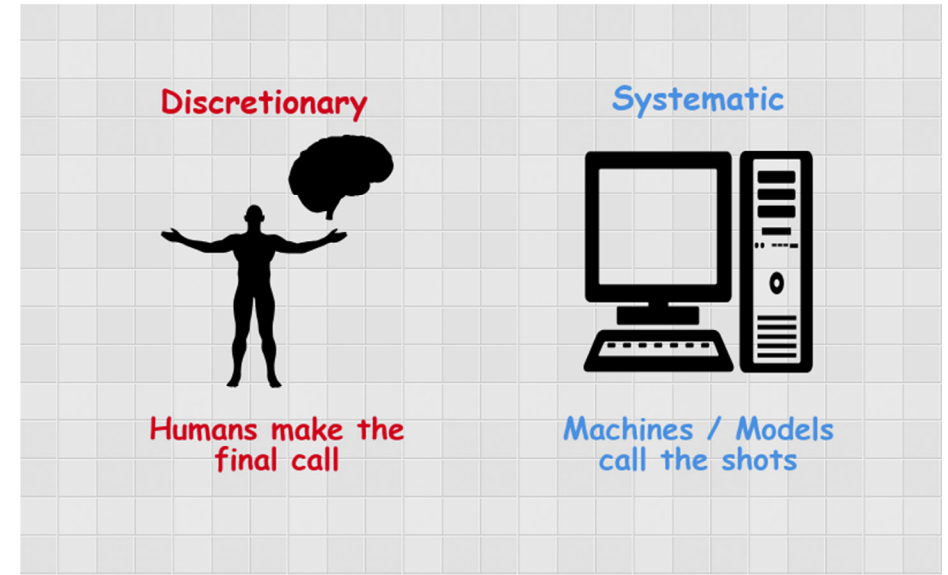 Discretionary
Systematic
Humans make the
final call
Machines / Models
call the shots